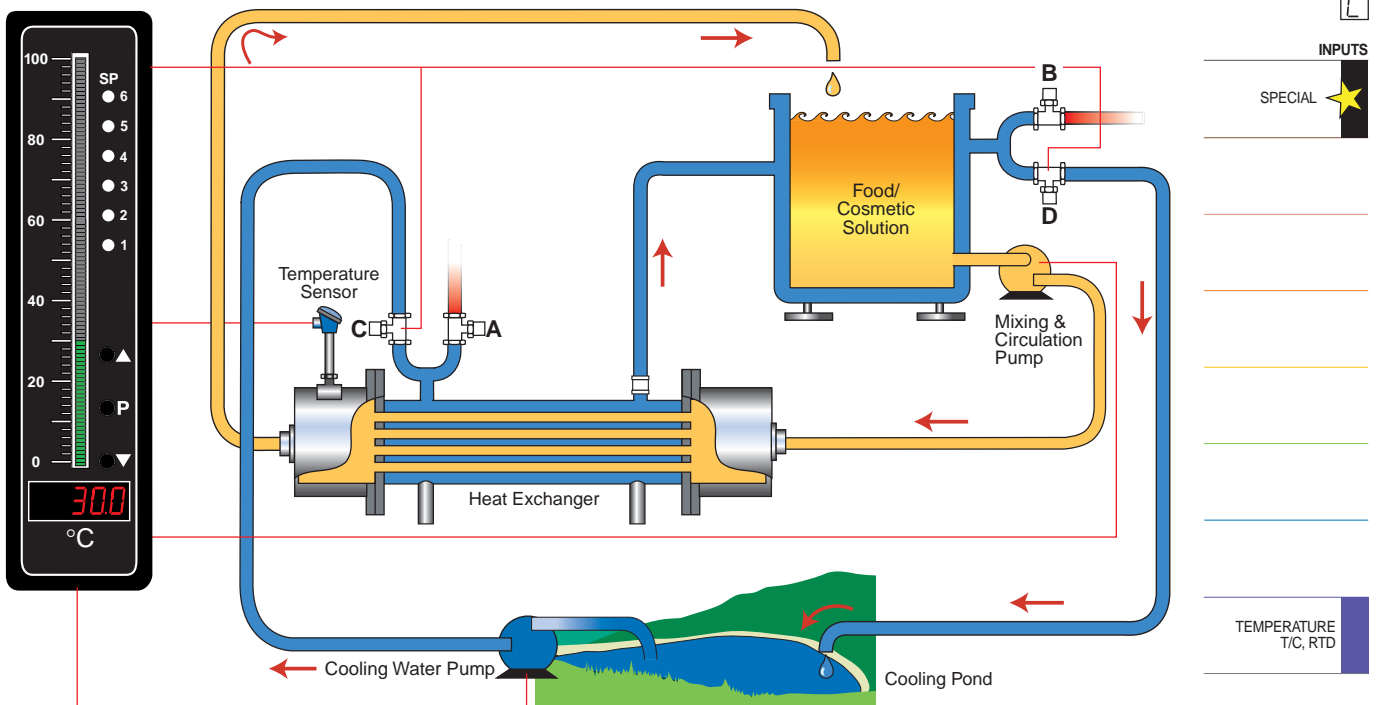 INPUTS
SPECIAL
TEMPERATURE
T/C, RTD
100
80
60
40
20
0
SP
6
5
4
3
2
1
P
30.0
°C
Temperature
Sensor
C
A
B
D
Food/
Cosmetic
Solution
Mixing &
Circulation
Pump
Heat Exchanger
Cooling Water Pump
Cooling Pond